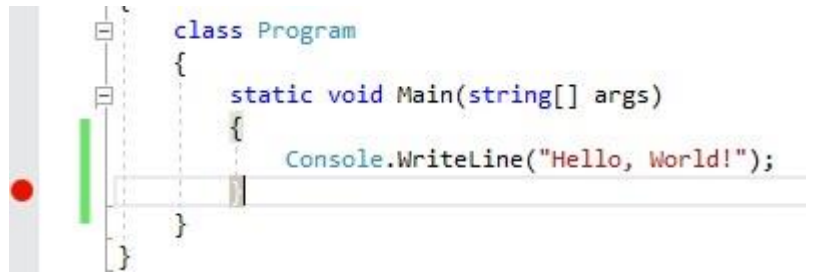 {
class Program
{
static void Main(string[] args)
{
Console.WriteLine("Hello, World!");
}
}
}